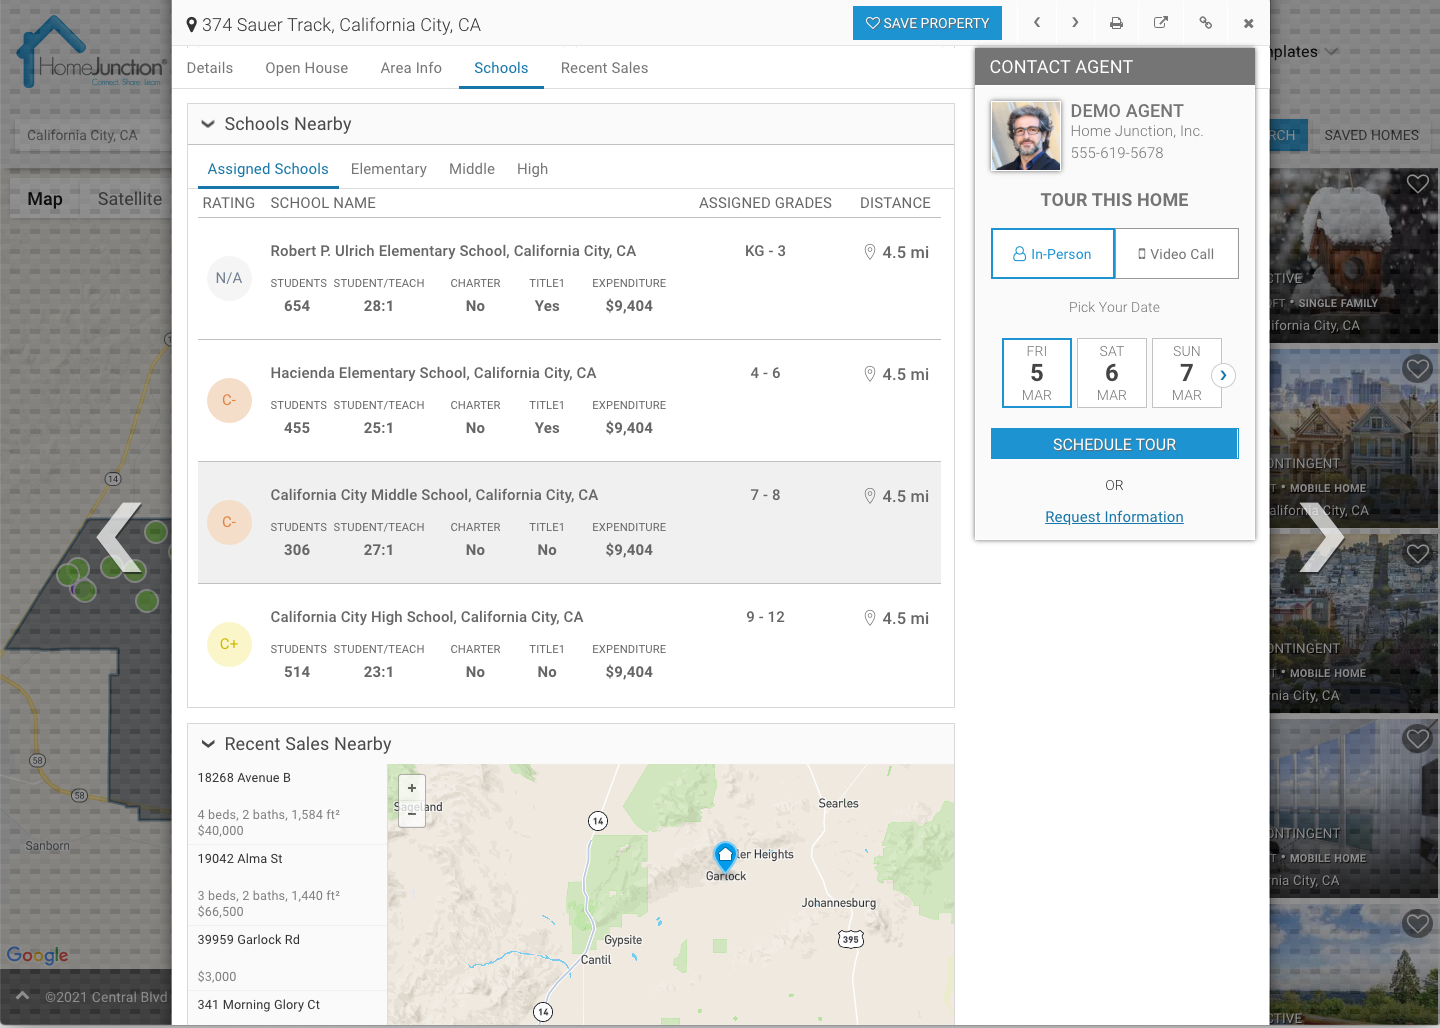 374 Sauer Track, California City, CA
SAVE PROPERTY
HomeJunction
Connect. Share. Team.
mplates
Details
Open House
Area Info
Schools
Recent Sales
California City, CA
RCH
SAVED HOMES
Map
Satellite
Schools Nearby
Assigned Schools
Elementary
Middle
High
RATING SCHOOL NAME ASSIGNED GRADES DISTANCE
N/A
Robert P. Ulrich Elementary School, California City, CA KG - 3 4.5 mi
STUDENTS STUDENT/TEACH CHARTER TITLE1 EXPENDITURE
654 28:1 No Yes $9,404
C-
Hacienda Elementary School, California City, CA 4 - 6 4.5 mi
STUDENTS STUDENT/TEACH CHARTER TITLE1 EXPENDITURE
455 25:1 No Yes $9,404
C-
California City Middle School, California City, CA 7 - 8 4.5 mi
STUDENTS STUDENT/TEACH CHARTER TITLE1 EXPENDITURE
306 27:1 No No $9,404
C+
California City High School, California City, CA 9 - 12 4.5 mi
STUDENTS STUDENT/TEACH CHARTER TITLE1 EXPENDITURE
514 23:1 No No $9,404
Recent Sales Nearby
18268 Avenue B
4 beds, 2 baths, 1,584 ft²
$40,000
19042 Alma St
3 beds, 2 baths, 1,440 ft²
$66,500
39959 Garlock Rd
$3,000
341 Morning Glory Ct
+
−
Sageland
14
Searles
ler Heights
Garlock
Johannesburg
395
Gypsite
Cantil
14
CONTACT AGENT
DEMO AGENT
Home Junction, Inc.
555-619-5678
TOUR THIS HOME
In-Person
Video Call
Pick Your Date
FRI
5
MAR
SAT
6
MAR
SUN
7
MAR
SCHEDULE TOUR
OR
Request Information
14
58
58
Sanborn
Google
©2021 Central Blvd
CTIVE
FT • SINGLE FAMILY
ifornia City, CA
ONTINGENT
T • MOBILE HOME
alifornia City, CA
ONTINGENT
• MOBILE HOME
nia City, CA
ONTINGENT
• MOBILE HOME
nia City, CA
CTIVE